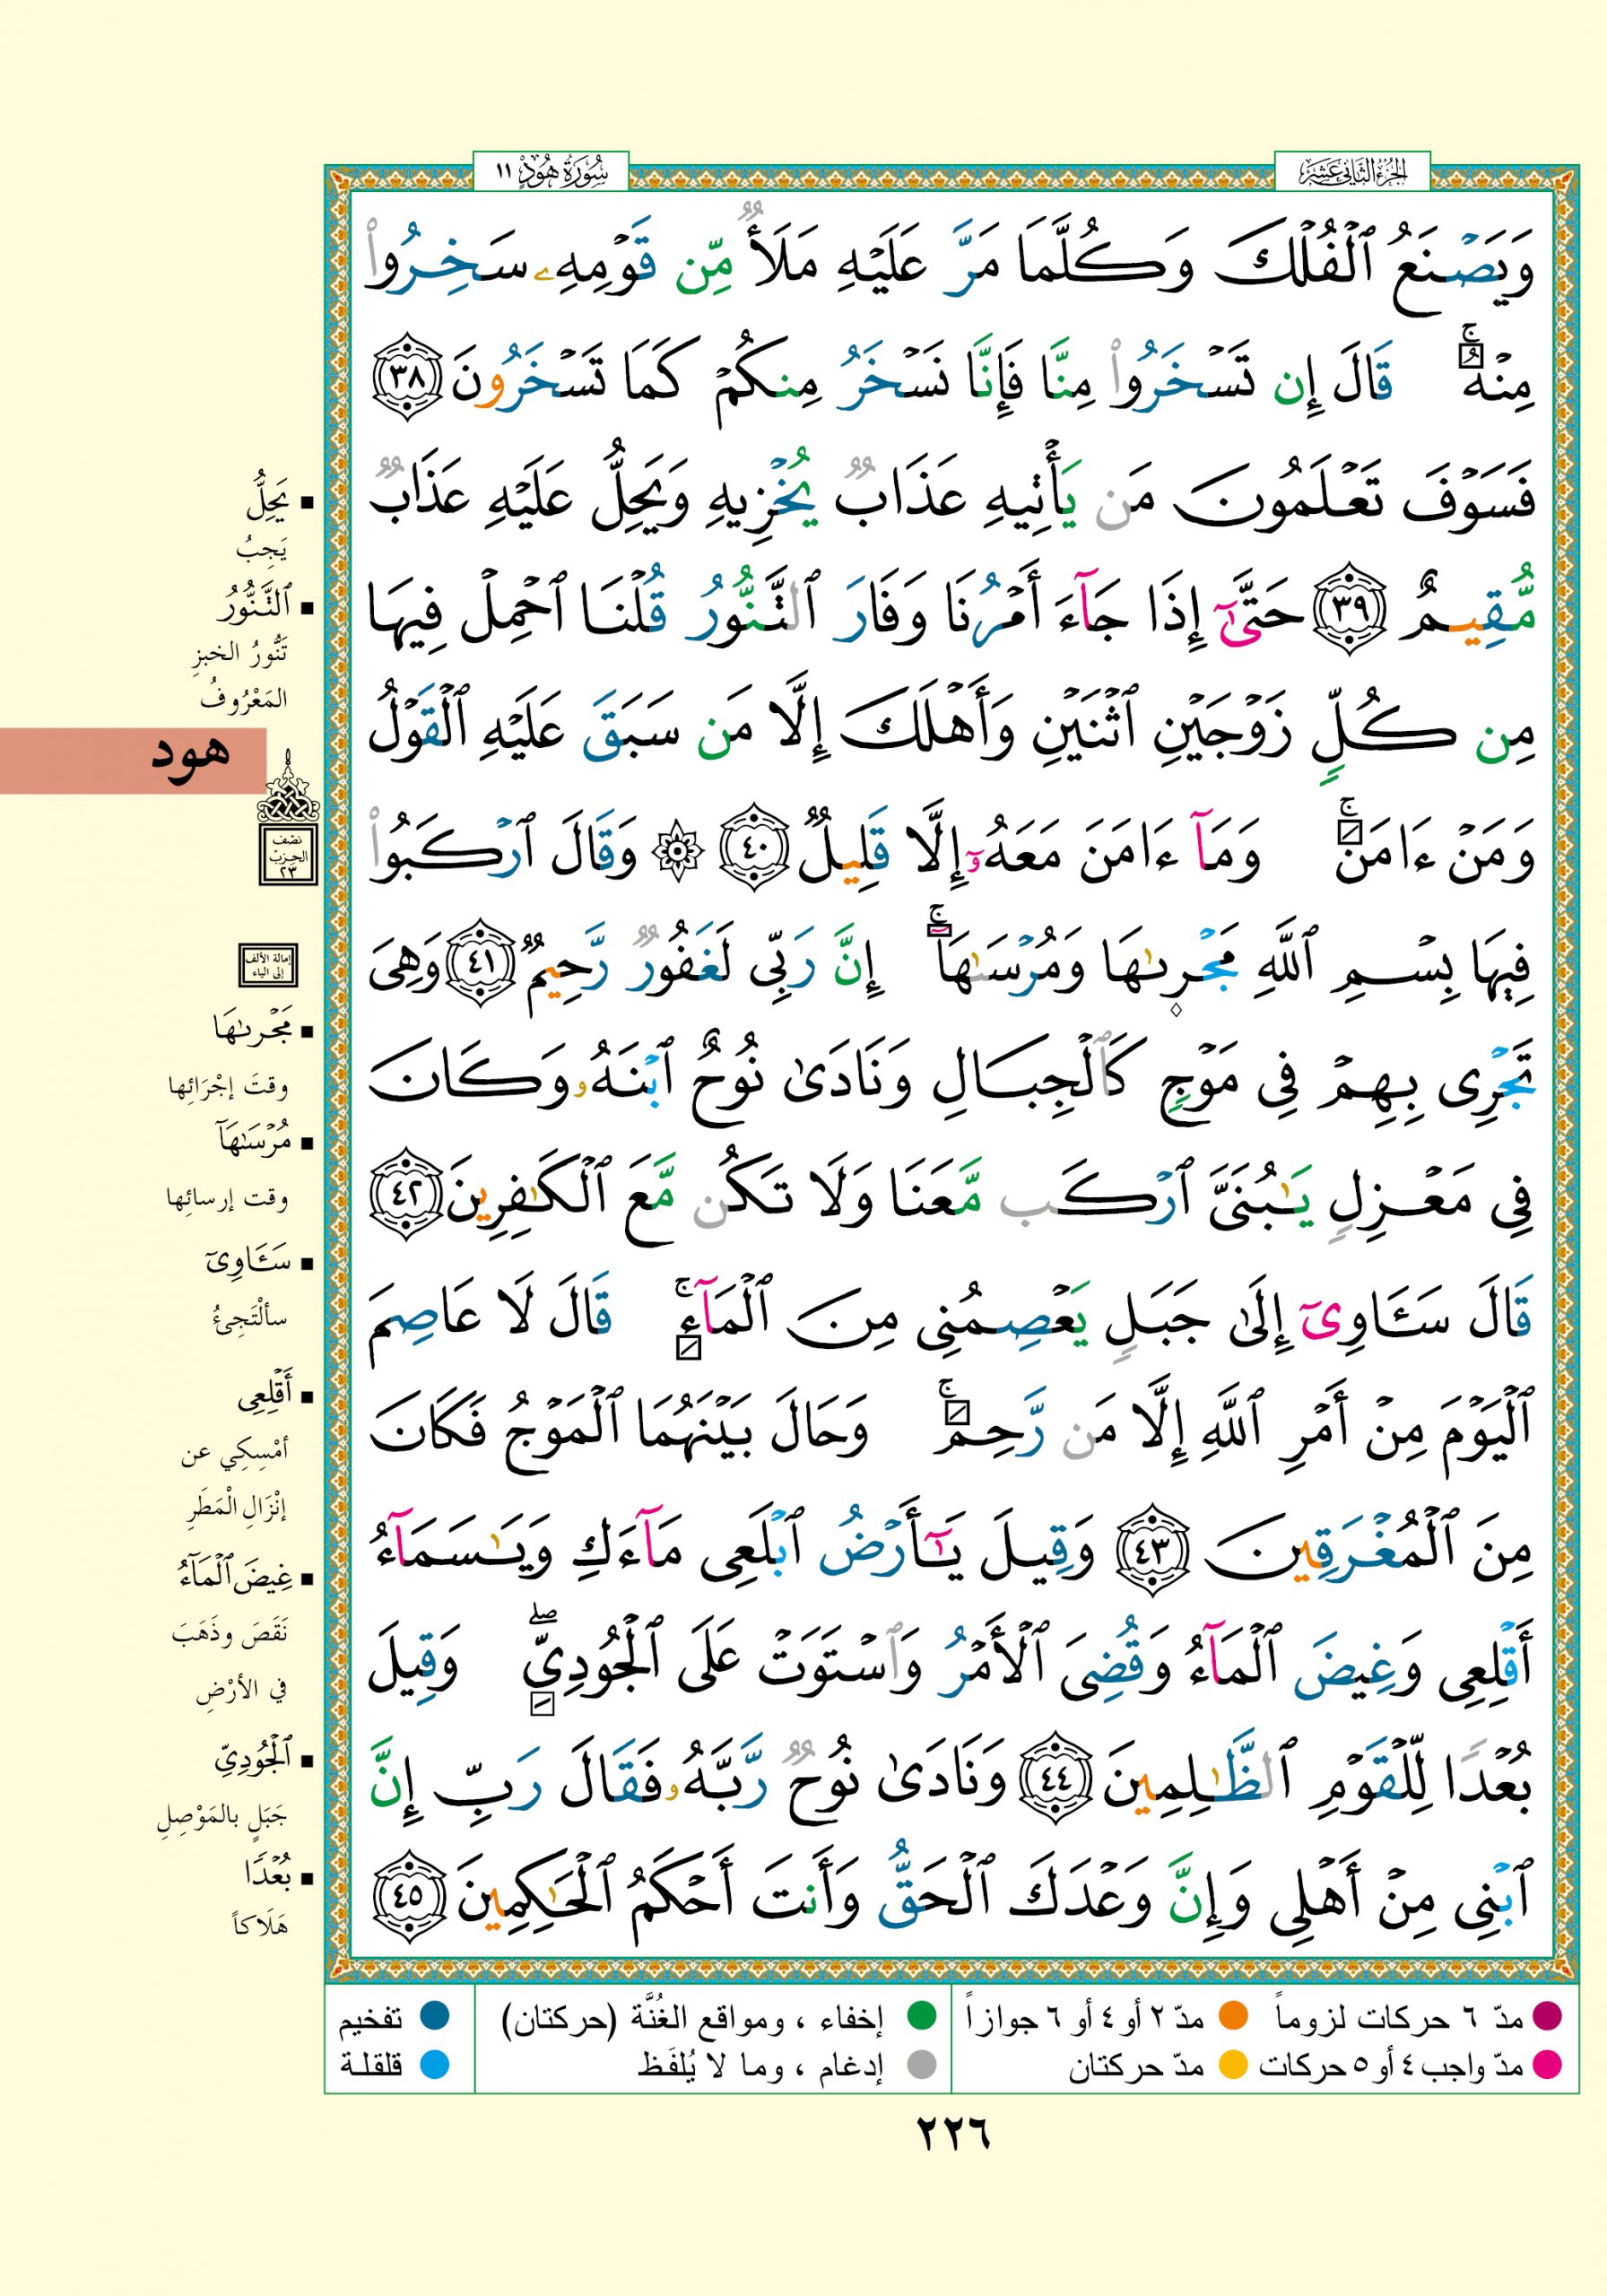 الجزء الثاني عشر
سُورَةُ هُودٍ ١١
وَيَصۡنَعُ ٱلۡفُلۡكَ وَكُلَّمَا مَرَّ عَلَيۡهِ مَلَأٞ مِّن قَوۡمِهِۦ سَخِرُواْ
مِنۡهُۚ قَالَ إِن تَسۡخَرُواْ مِنَّا فَإِنَّا نَسۡخَرُ مِنكُمۡ كَمَا تَسۡخَرُونَ ٣٨
فَسَوۡفَ تَعۡلَمُونَ مَن يَأۡتِيهِ عَذَابٞ يُخۡزِيهِ وَيَحِلُّ عَلَيۡهِ عَذَابٞ
مُّقِيمٌ ٣٩ حَتَّىٰٓ إِذَا جَآءَ أَمۡرُنَا وَفَارَ ٱلتَّنُّورُ قُلۡنَا ٱحۡمِلۡ فِيهَا
مِن كُلّٖ زَوۡجَيۡنِ ٱثۡنَيۡنِ وَأَهۡلَكَ إِلَّا مَن سَبَقَ عَلَيۡهِ ٱلۡقَوۡلُ
وَمَنۡ ءَامَنَۚ وَمَآ ءَامَنَ مَعَهُۥٓ إِلَّا قَلِيلٞ ٤٠ ۞ وَقَالَ ٱرۡكَبُواْ
فِيهَا بِسۡمِ ٱللَّهِ مَجۡر۪ىٰهَا وَمُرۡسَىٰهَآۚ إِنَّ رَبِّي لَغَفُورٞ رَّحِيمٞ ٤١ وَهِيَ
تَجۡرِي بِهِمۡ فِي مَوۡجٖ كَٱلۡجِبَالِ وَنَادَىٰ نُوحٌ ٱبۡنَهُۥ وَكَانَ
فِي مَعۡزِلٖ يَٰبُنَيَّ ٱرۡكَب مَّعَنَا وَلَا تَكُن مَّعَ ٱلۡكَٰفِرِينَ ٤٢
قَالَ سَـَٔاوِيٓ إِلَىٰ جَبَلٖ يَعۡصِمُنِي مِنَ ٱلۡمَآءِۚ قَالَ لَا عَاصِمَ
ٱلۡيَوۡمَ مِنۡ أَمۡرِ ٱللَّهِ إِلَّا مَن رَّحِمَۚ وَحَالَ بَيۡنَهُمَا ٱلۡمَوۡجُ فَكَانَ
مِنَ ٱلۡمُغۡرَقِينَ ٤٣ وَقِيلَ يَٰٓأَرۡضُ ٱبۡلَعِي مَآءَكِ وَيَٰسَمَآءُ
أَقۡلِعِي وَغِيضَ ٱلۡمَآءُ وَقُضِيَ ٱلۡأَمۡرُ وَٱسۡتَوَتۡ عَلَى ٱلۡجُودِيِّۖ وَقِيلَ
بُعۡدٗا لِّلۡقَوۡمِ ٱلظَّٰلِمِينَ ٤٤ وَنَادَىٰ نُوحٞ رَّبَّهُۥ فَقَالَ رَبِّ إِنَّ
ٱبۡنِي مِنۡ أَهۡلِي وَإِنَّ وَعۡدَكَ ٱلۡحَقُّ وَأَنتَ أَحۡكَمُ ٱلۡحَٰكِمِينَ ٤٥
▪ يَحِلُّ
يَجِبُ
▪ ٱلتَّنُّورُ
تَنُّورُ الخبزِ
المَعْرُوفُ
هود
نصف
الحزب
٢٣
إمالة الألف
إلى الياء
▪ مَجۡر۪ىٰهَا
وقتَ إجْرَائِها
▪ مُرۡسَىٰهَآ
وقت إرسائِها
▪ سَـَٔاوِيٓ
سألْتَجِئُ
▪ أَقۡلِعِي
أمْسِكِي عن
إنْزَالِ الْمَطَرِ
▪ غِيضَ ٱلۡمَآءُ
نَقَصَ وذَهَبَ
في الأرْضِ
▪ ٱلۡجُودِيِّ
جَبَلٍ بالمَوْصِلِ
▪ بُعۡدٗا
هَلَاكاً
مدّ ٦ حركات لزوماً
مدّ ٢ أو ٤ أو ٦ جوازاً
إخفاء ، ومواقع الغُنَّة (حركتان)
تفخيم
مدّ واجب ٤ أو ٥ حركات
مدّ حركتان
إدغام ، وما لا يُلفَظ
قلقلة
٢٢٦